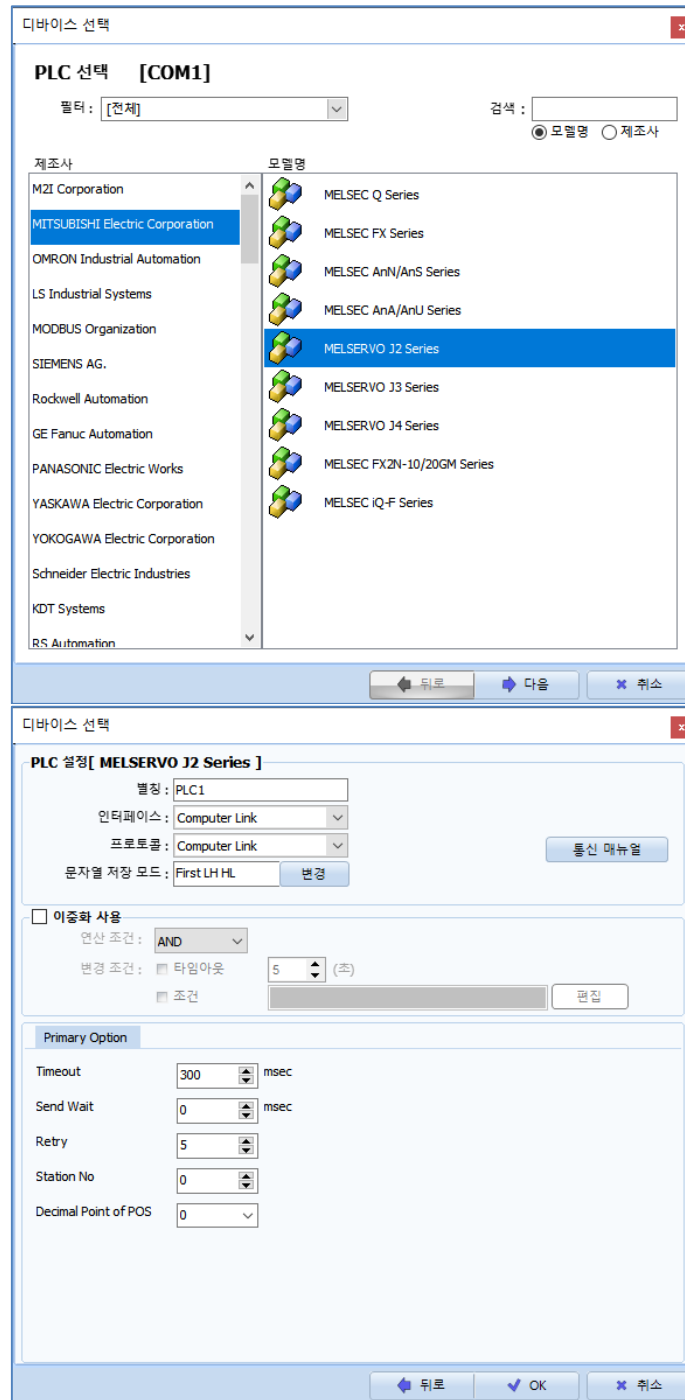 디바이스 선택
x
PLC 선택 [COM1]
필터 : [전체]
검색 :
모델명 제조사
제조사
모델명
M2I Corporation
MITSUBISHI Electric Corporation
OMRON Industrial Automation
LS Industrial Systems
MODBUS Organization
SIEMENS AG.
Rockwell Automation
GE Fanuc Automation
PANASONIC Electric Works
YASKAWA Electric Corporation
YOKOGAWA Electric Corporation
Schneider Electric Industries
KDT Systems
RS Automation
MELSEC Q Series
MELSEC FX Series
MELSEC AnN/AnS Series
MELSEC AnA/AnU Series
MELSERVO J2 Series
MELSERVO J3 Series
MELSERVO J4 Series
MELSEC FX2N-10/20GM Series
MELSEC iQ-F Series
뒤로 다음 취소
디바이스 선택
x
PLC 설정[ MELSERVO J2 Series ]
별칭 : PLC1
인터페이스 : Computer Link
프로토콜 : Computer Link
통신 매뉴얼
문자열 저장 모드 : First LH HL 변경
이중화 사용
연산 조건 : AND
변경 조건 : 타임아웃 5 (초)
조건 편집
Primary Option
Timeout 300 msec
Send Wait 0 msec
Retry 5
Station No 0
Decimal Point of POS 0
뒤로 OK 취소